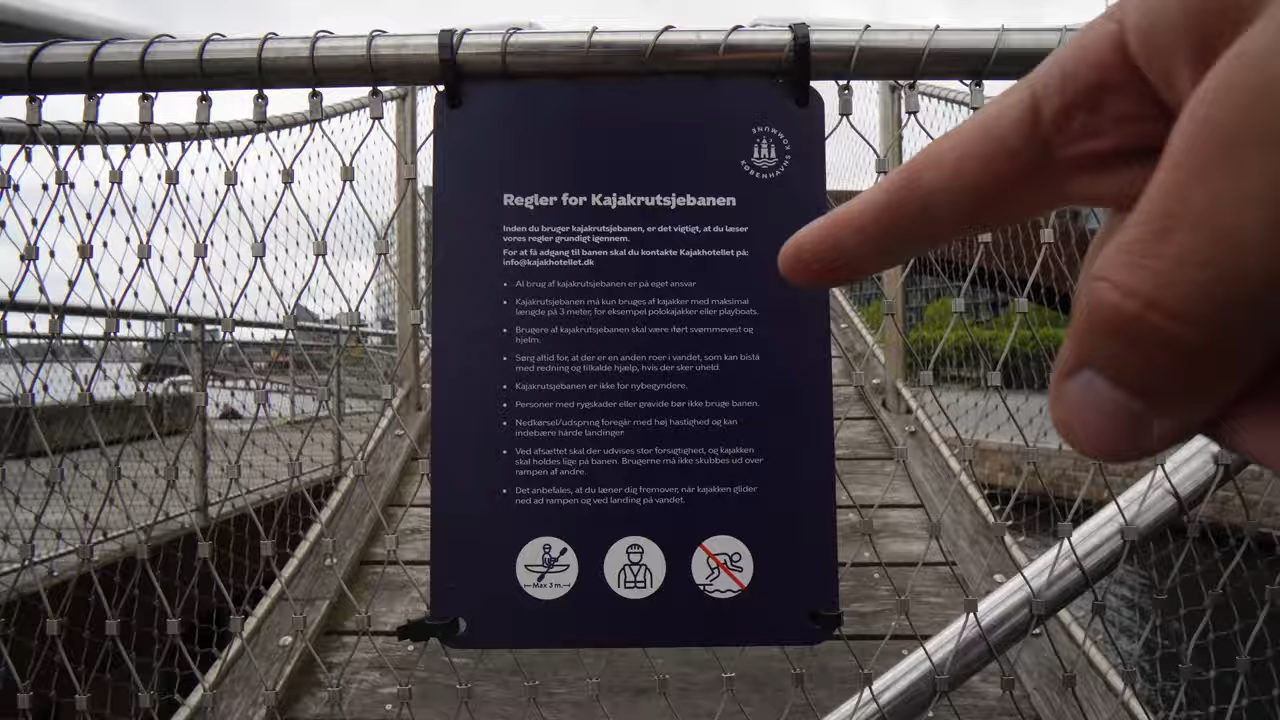 KØBENHAVNS KOMMUNE
Regler for Kajakrutsjebanen
Inden du bruger kajakrutsjebanen, er det vigtigt, at du læser
vores regler grundigt igennem.
For at få adgang til banen skal du kontakte Kajakhotellet på:
info@kajakhotellet.dk
• Al brug af kajakrutsjebanen er på eget ansvar
• Kajakrutsjebanen må kun bruges af kajakker med maksimal
længde på 3 meter, for eksempel polokajakker eller playboats.
• Brugere af kajakrutsjebanen skal være iført svømmevest og
hjelm.
• Sørg altid for, at der er en anden roer i vandet, som kan bistå
med redning og tilkalde hjælp, hvis der sker uheld.
• Kajakrutsjebanen er ikke for nybegyndere.
• Personer med rygskader eller gravide bør ikke bruge banen.
• Nedkørsel/udspring foregår med høj hastighed og kan
indebære hårde landinger.
• Ved afsættet skal der udvises stor forsigtighed, og kajakken
skal holdes lige på banen. Brugerne må ikke skubbes ud over
rampen af andre.
• Det anbefales, at du læner dig fremover, når kajakken glider
ned ad rampen og ved landing på vandet.
Max 3 m.